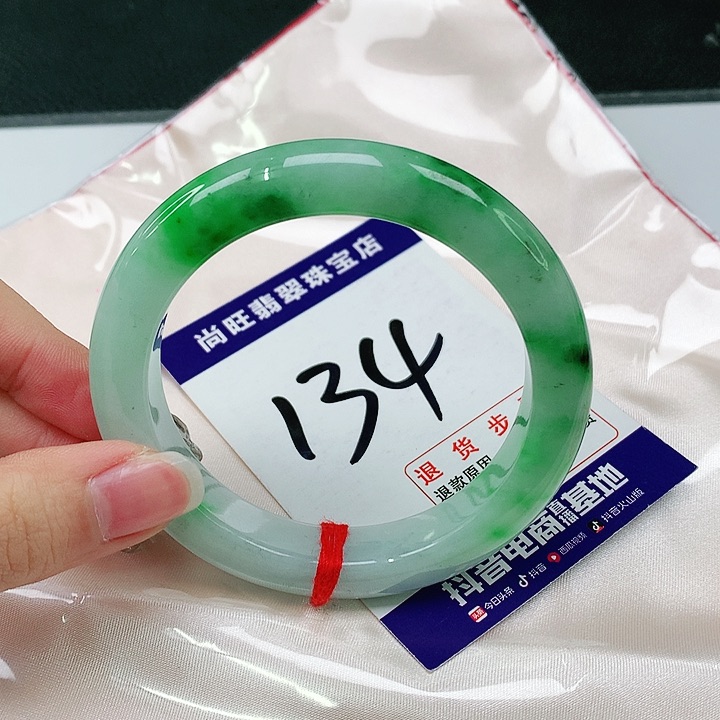 尚旺翡翠珠宝店
134
退货步
退款原因
抖音电商直播基地
今日头条 抖音 西瓜视频 抖音火山版